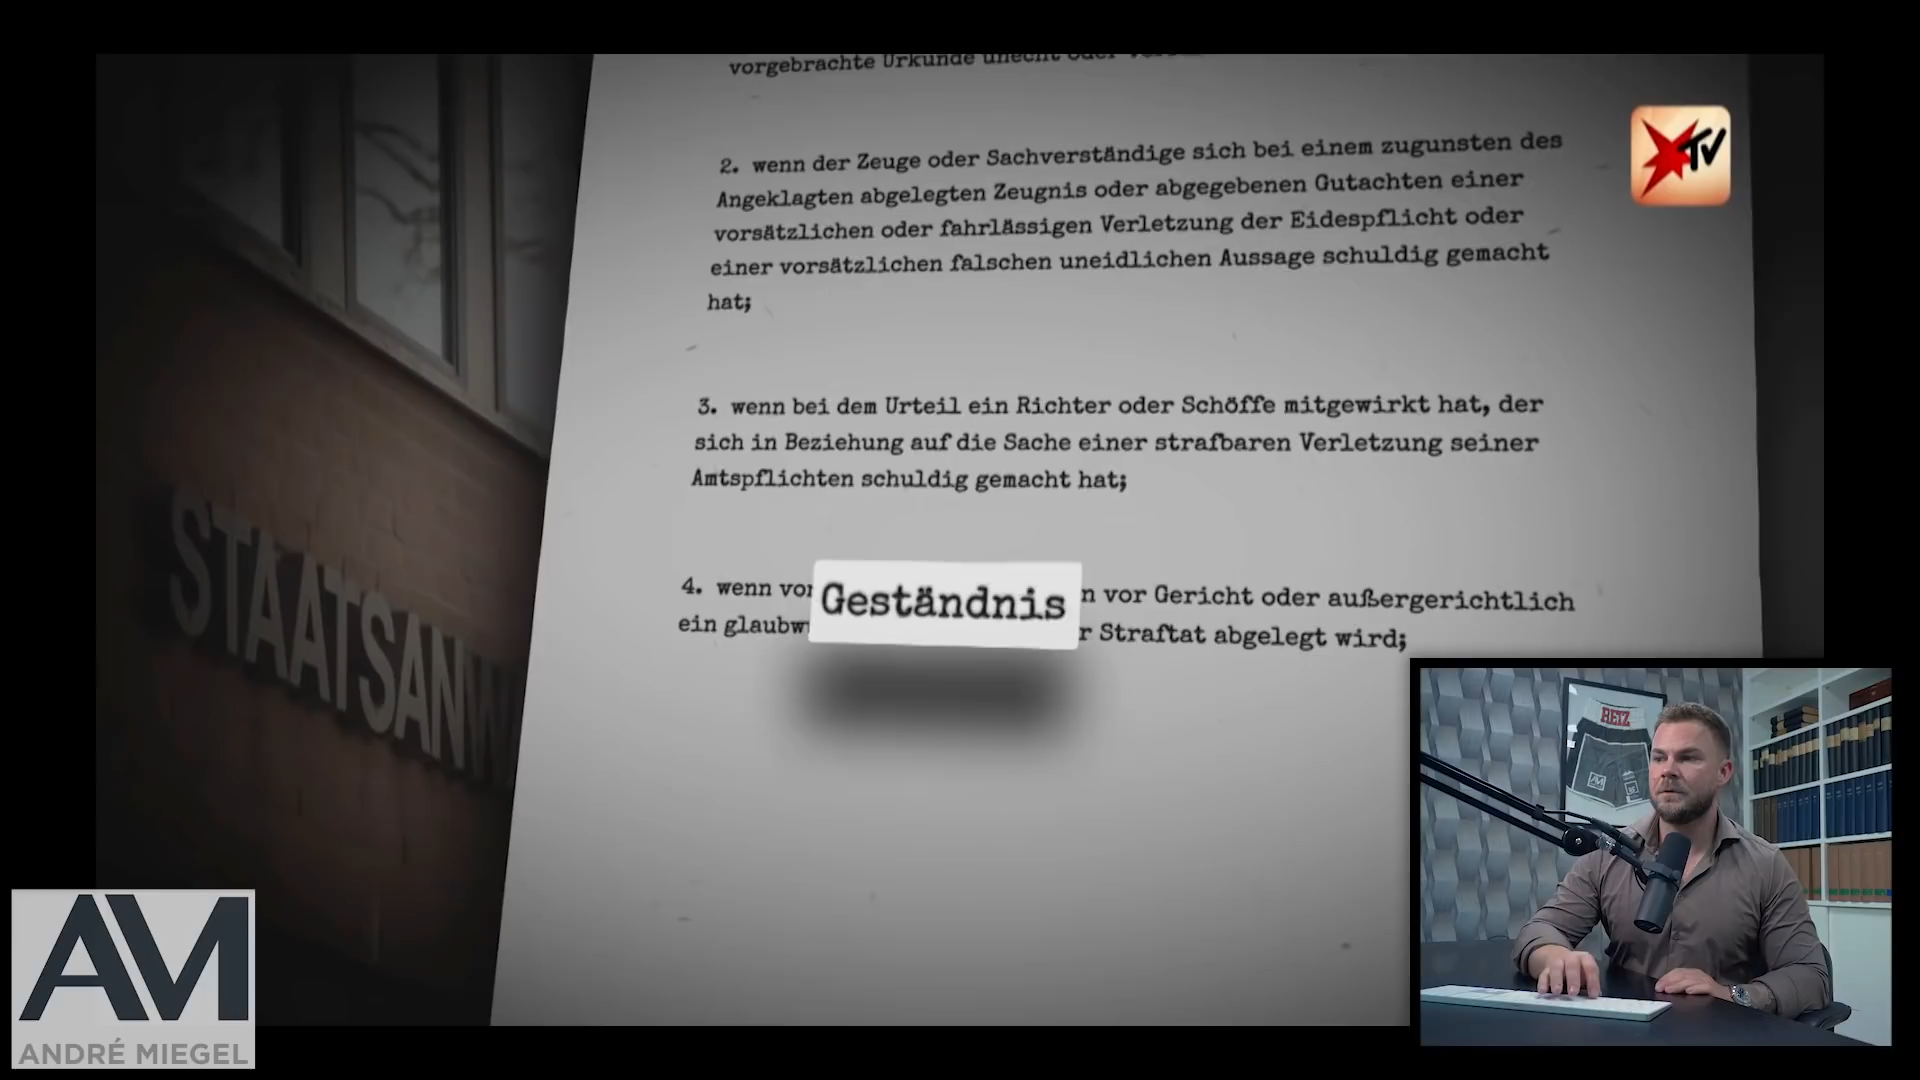 vorgebrachte Urkunde unecht oder
2. wenn der Zeuge oder Sachverständige sich bei einem zugunsten des
Angeklagten abgelegten Zeugnis oder abgegebenen Gutachten einer
vorsätzlichen oder fahrlässigen Verletzung der Eidespflicht oder
einer vorsätzlichen falschen uneidlichen Aussage schuldig gemacht
hat;
3. wenn bei dem Urteil ein Richter oder Schöffe mitgewirkt hat, der
sich in Beziehung auf die Sache einer strafbaren Verletzung seiner
Amtspflichten schuldig gemacht hat;
4. wenn
Geständnis
vor Gericht oder außergerichtlich
ein
Straftat abgelegt wird;
TV
STAATSANW
HEIZ
AM
ANDRÉ MIEGEL